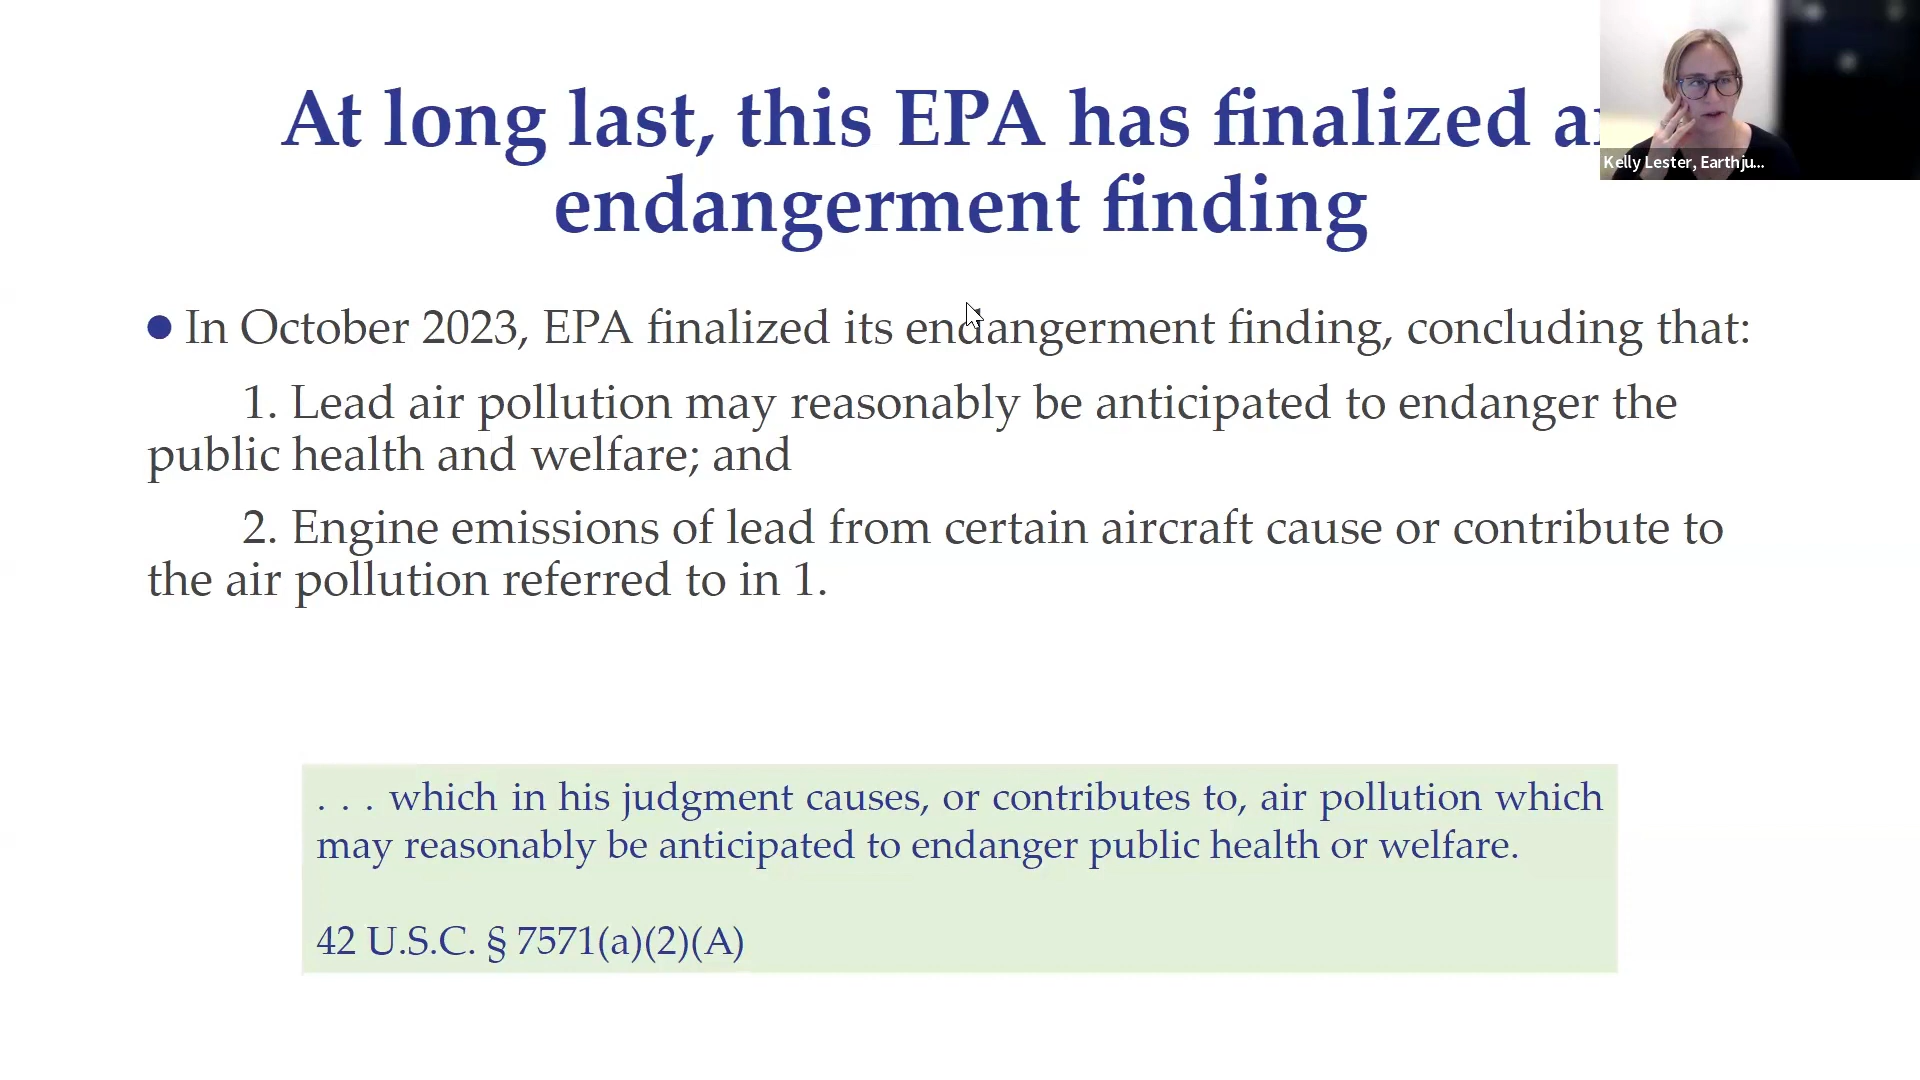 At long last, this EPA has finalized a
endangerment finding
Kelly Lester, Earthju...
● In October 2023, EPA finalized its endangerment finding, concluding that:
1. Lead air pollution may reasonably be anticipated to endanger the
public health and welfare; and
2. Engine emissions of lead from certain aircraft cause or contribute to
the air pollution referred to in 1.
. . . which in his judgment causes, or contributes to, air pollution which
may reasonably be anticipated to endanger public health or welfare.
42 U.S.C. § 7571(a)(2)(A)